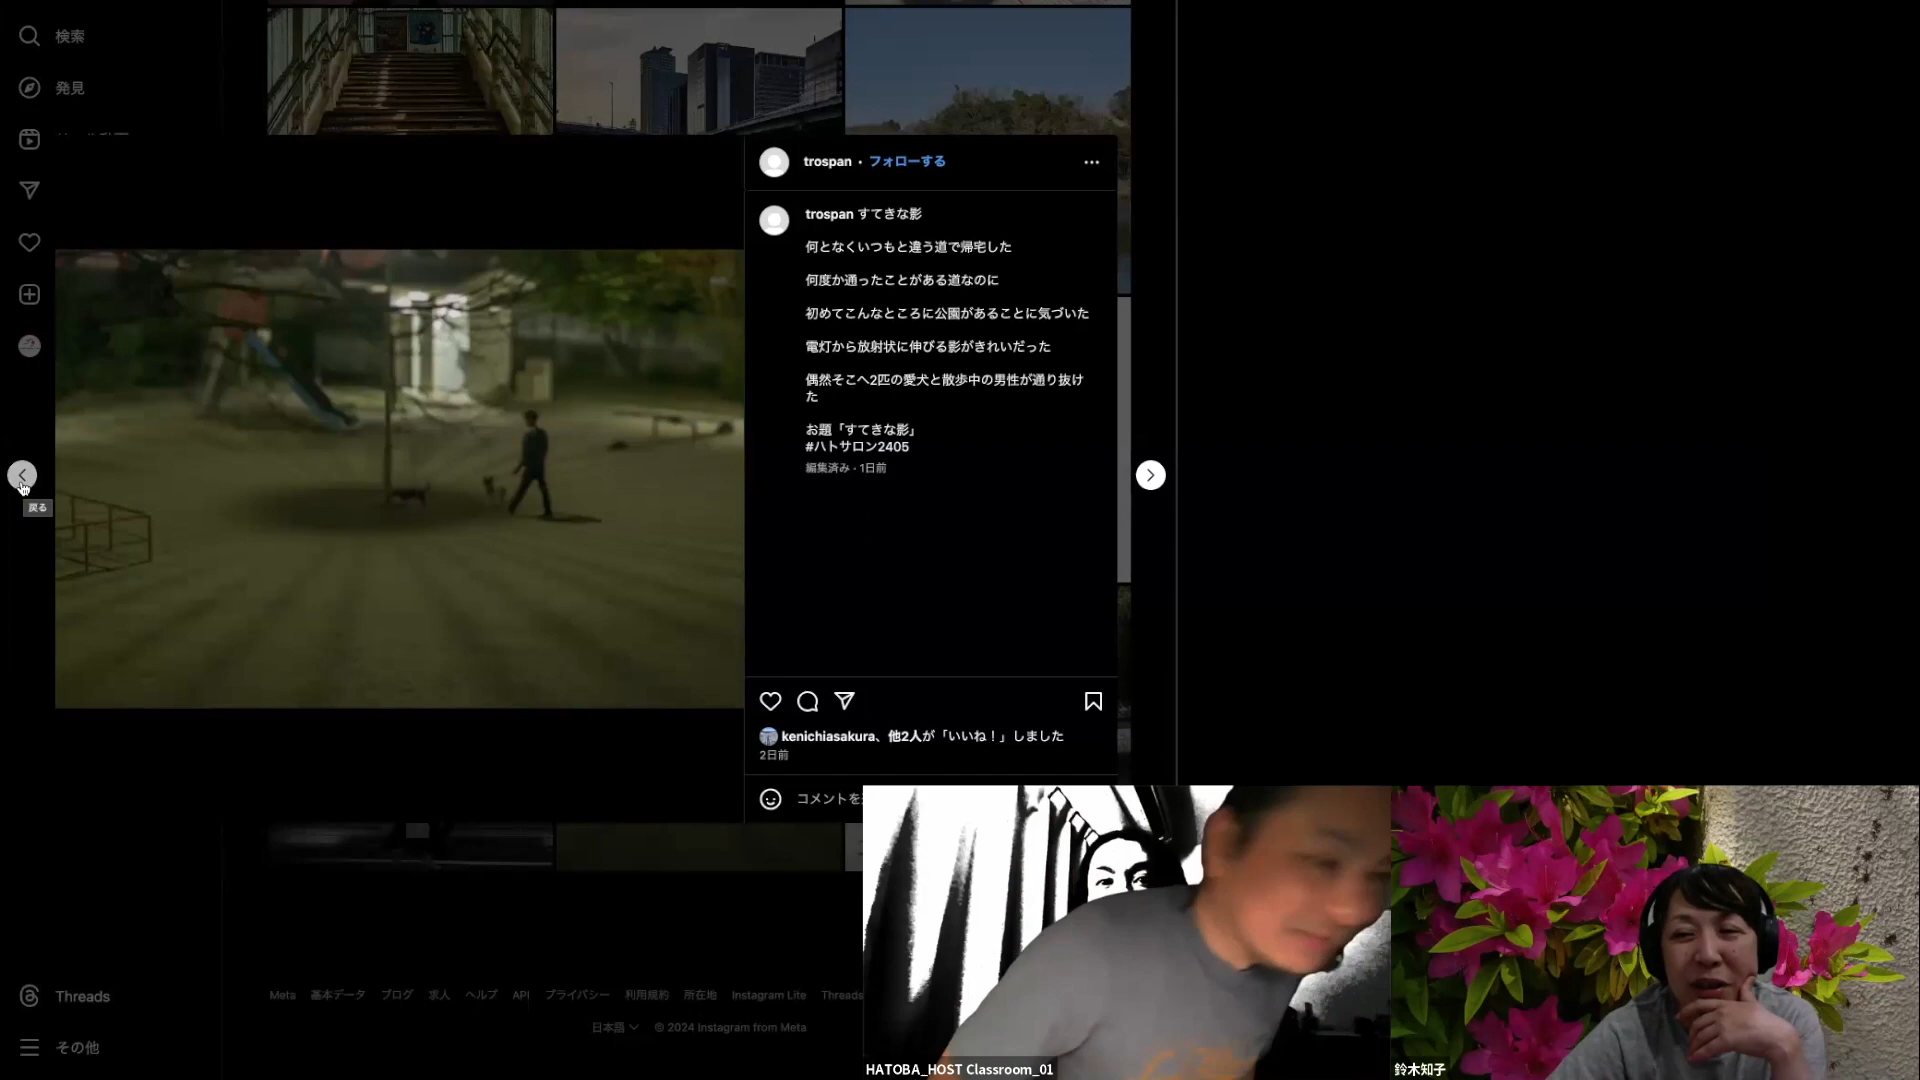 検索
発見
trospan • フォローする
trospan すてきな影
何となくいつもと違う道で帰宅した
何度か通ったことがある道なのに
初めてこんなところに公園があることに気づいた
電灯から放射状に伸びる影がきれいだった
偶然そこへ2匹の愛犬と散歩中の男性が通り抜け
た
お題「すてきな影」
#ハトサロン2405
編集済み・1日前
戻る
kenichiasakura、他2人が「いいね！」しました
2日前
コメントを
Threads
その他
Meta 基本データ ブログ 求人 ヘルプ API プライバシー 利用規約 所在地 Instagram Lite Threads
日本語 © 2024 Instagram from Meta
HATOBA_HOST Classroom_01
鈴木知子